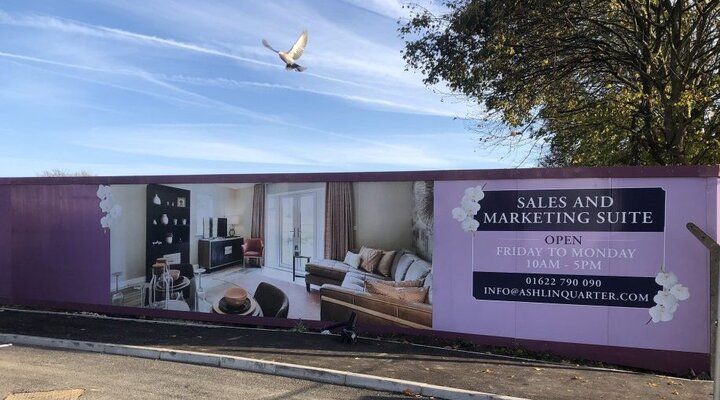 SALES AND
MARKETING SUITE
OPEN
FRIDAY TO MONDAY
10AM - 5PM
01622 790 090
INFO@ASHLINQUARTER.COM